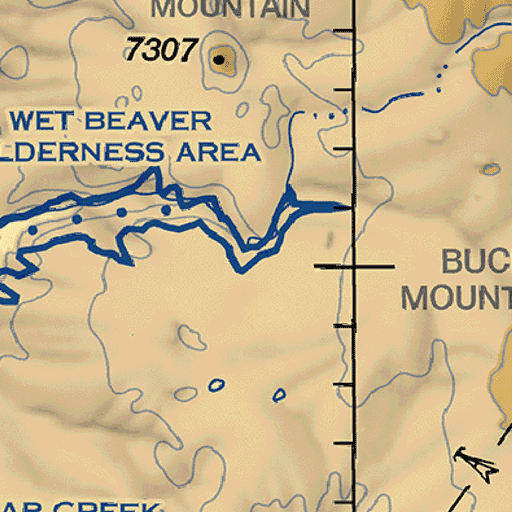 MOUNTAIN
7307
WET BEAVER
LDERNESS AREA
BUC
MOUNT
AR CREEK